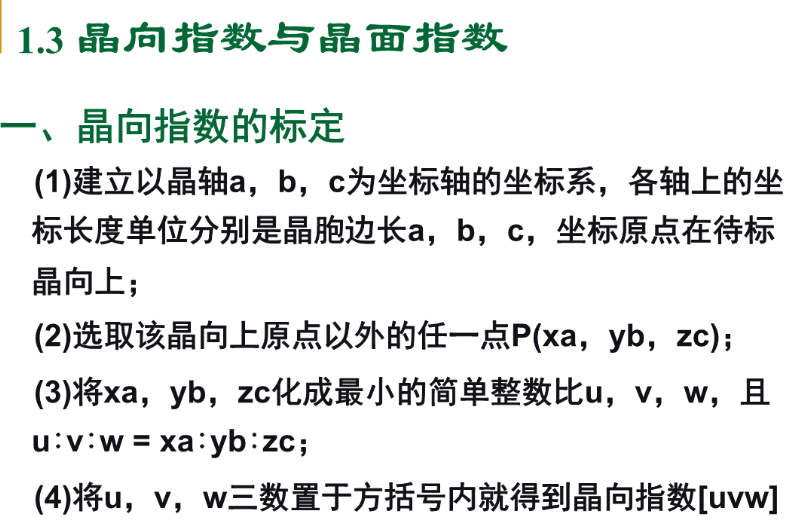 1.3 晶向指数与晶面指数
一、晶向指数的标定
(1)建立以晶轴a，b，c为坐标轴的坐标系，各轴上的坐
标长度单位分别是晶胞边长a，b，c，坐标原点在待标
晶向上；
(2)选取该晶向上原点以外的任一点P(xa，yb，zc)；
(3)将xa，yb，zc化成最小的简单整数比u，v，w，且
u∶v∶w = xa∶yb∶zc；
(4)将u，v，w三数置于方括号内就得到晶向指数[uvw]